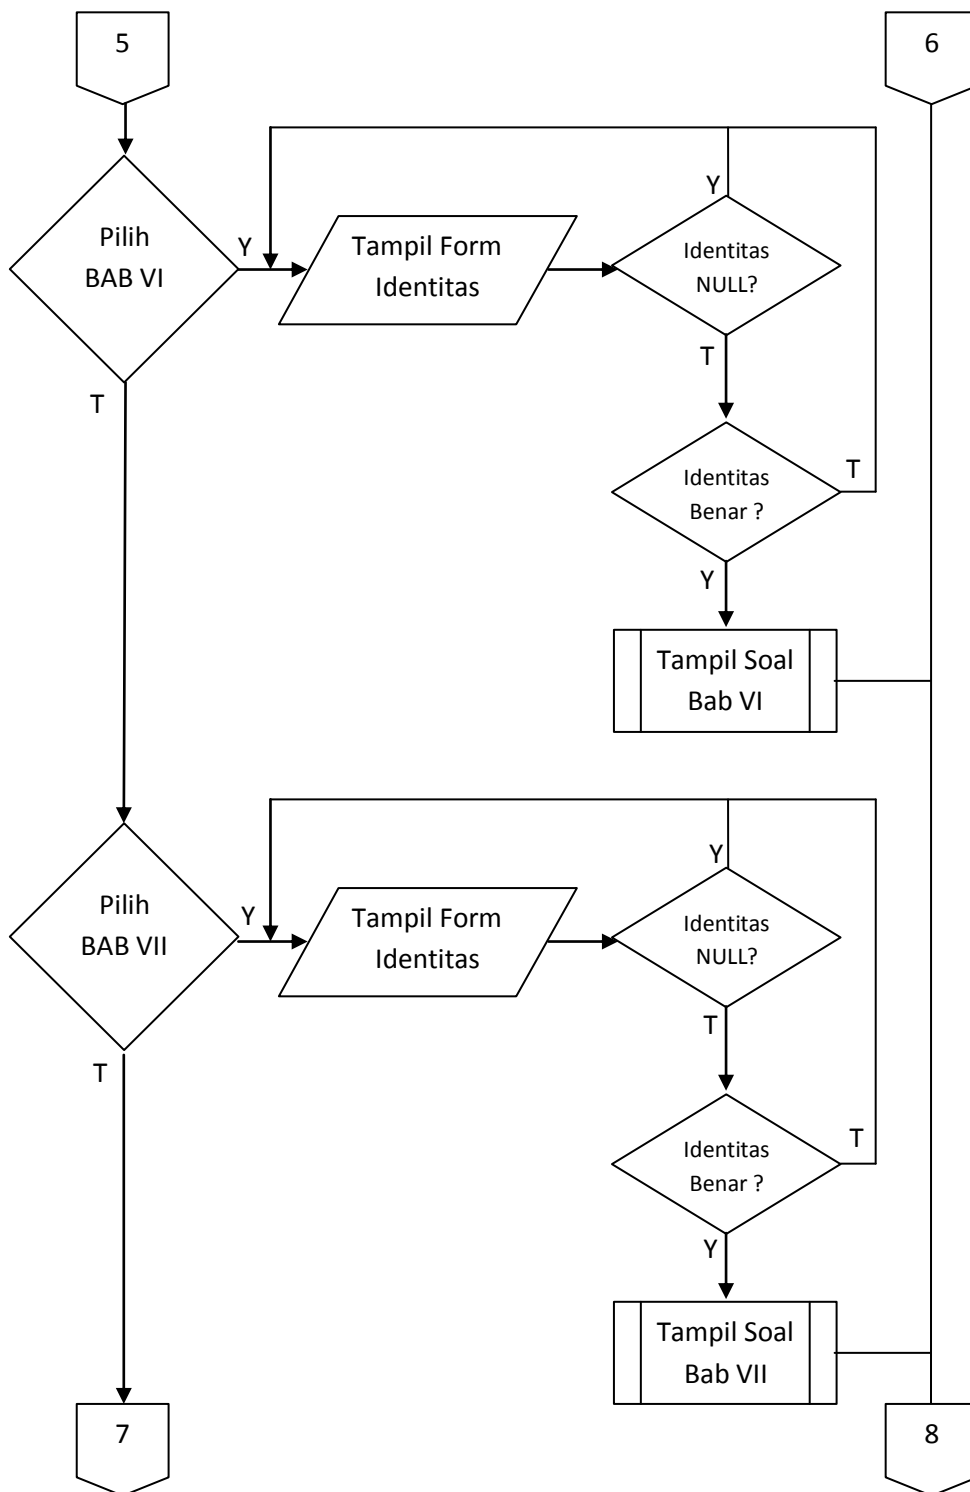 5
6
Pilih
BAB VI
Y
T
Tampil Form
Identitas
Y
Identitas
NULL?
T
Identitas
Benar ?
T
Y
Tampil Soal
Bab VI
Pilih
BAB VII
Y
T
Tampil Form
Identitas
Y
Identitas
NULL?
T
Identitas
Benar ?
T
Y
Tampil Soal
Bab VII
7
8